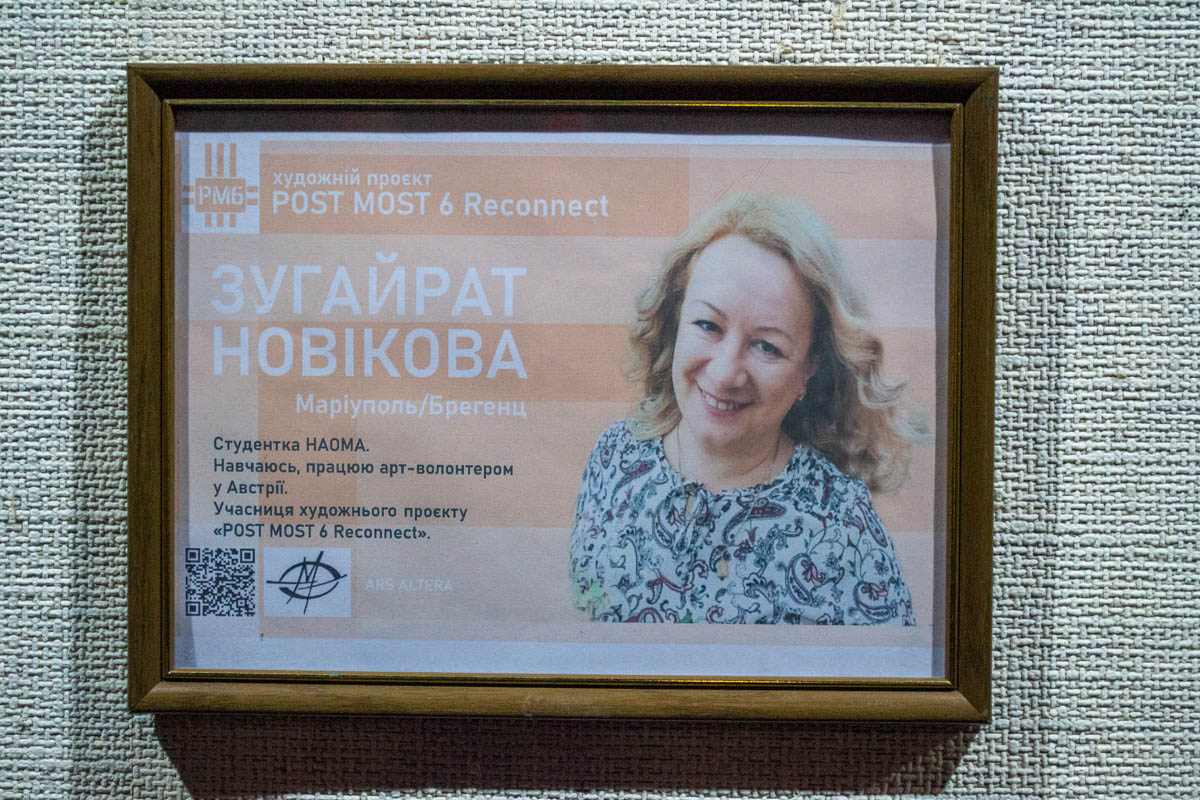 РМ6
художній проєкт
POST MOST 6 Reconnect
ЗУГАЙРАТ
НОВІКОВА
Маріуполь/Брегенц
Студентка НАОМА.
Навчаюсь, працюю арт-волонтером
у Австрії.
Учасниця художнього проєкту
«POST MOST 6 Reconnect».
ARS ALTERA